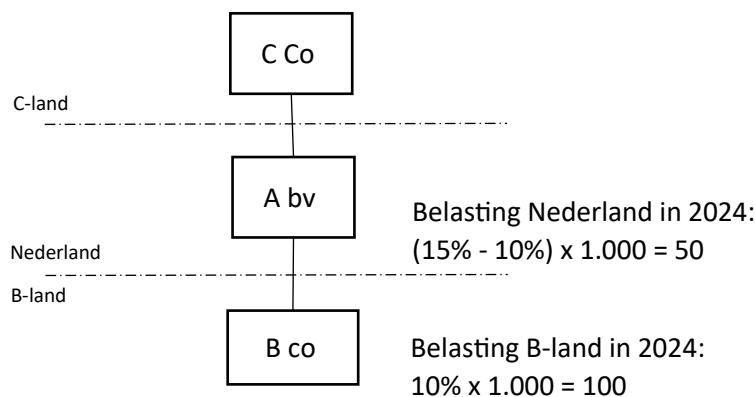 C Co
C-land
A bv
Belasting Nederland in 2024:
(15% - 10%) x 1.000 = 50
Nederland
B-land
B co
Belasting B-land in 2024:
10% x 1.000 = 100